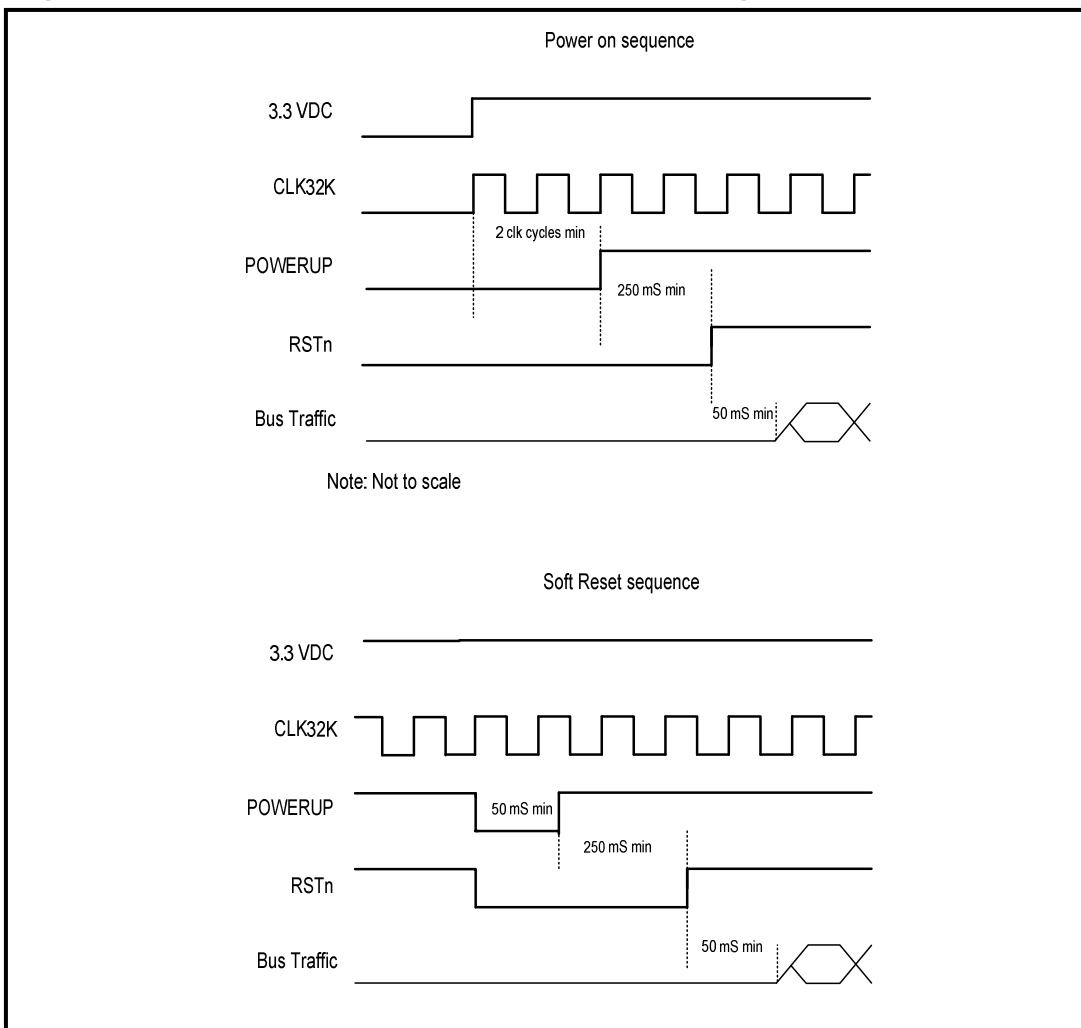 Power on sequence
3.3 VDC
CLK32K
2 clk cycles min
POWERUP
250 mS min
RSTn
50 mS min
Bus Traffic
Note: Not to scale
Soft Reset sequence
3.3 VDC
CLK32K
POWERUP
50 mS min
250 mS min
RSTn
50 mS min
Bus Traffic